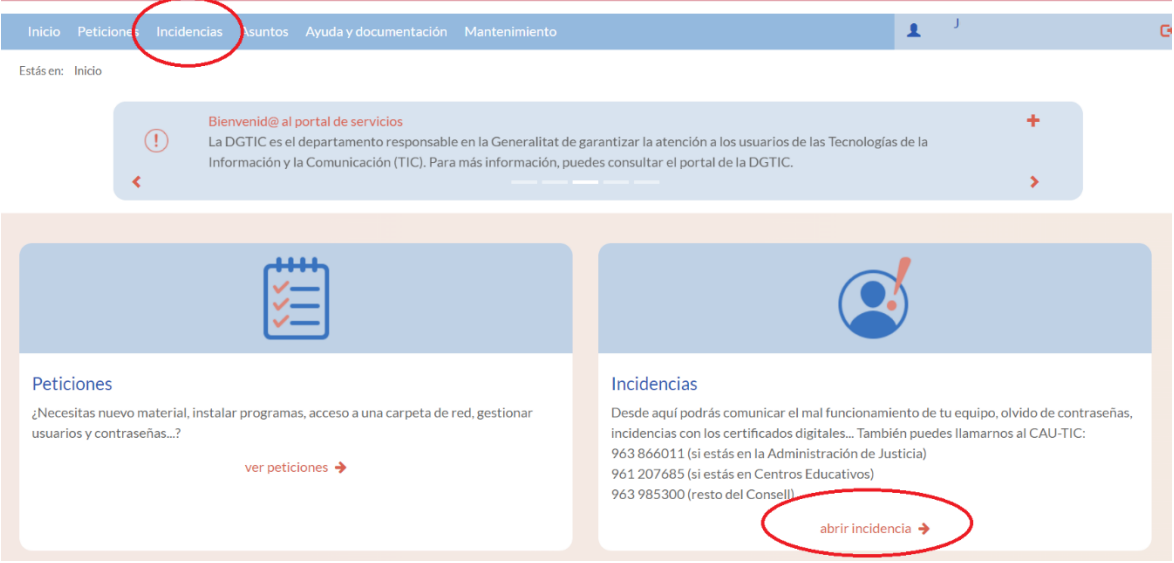 Inicio Peticiones Incidencias Asuntos Ayuda y documentación Mantenimiento
J
Estás en: Inicio
Bienvenid@ al portal de servicios
La DGTIC es el departamento responsable en la Generalitat de garantizar la atención a los usuarios de las Tecnologías de la
Información y la Comunicación (TIC). Para más información, puedes consultar el portal de la DGTIC.
Peticiones
¿Necesitas nuevo material, instalar programas, acceso a una carpeta de red, gestionar
usuarios y contraseñas...?
ver peticiones
Incidencias
Desde aquí podrás comunicar el mal funcionamiento de tu equipo, olvido de contraseñas,
incidencias con los certificados digitales... También puedes llamarnos al CAU-TIC:
963 866011 (si estás en la Administración de Justicia)
961 207685 (si estás en Centros Educativos)
963 985300 (resto del Consell)
abrir incidencia